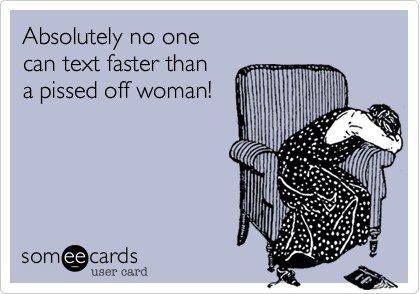 Absolutely no one
can text faster than
a pissed off woman!
someecards
user card